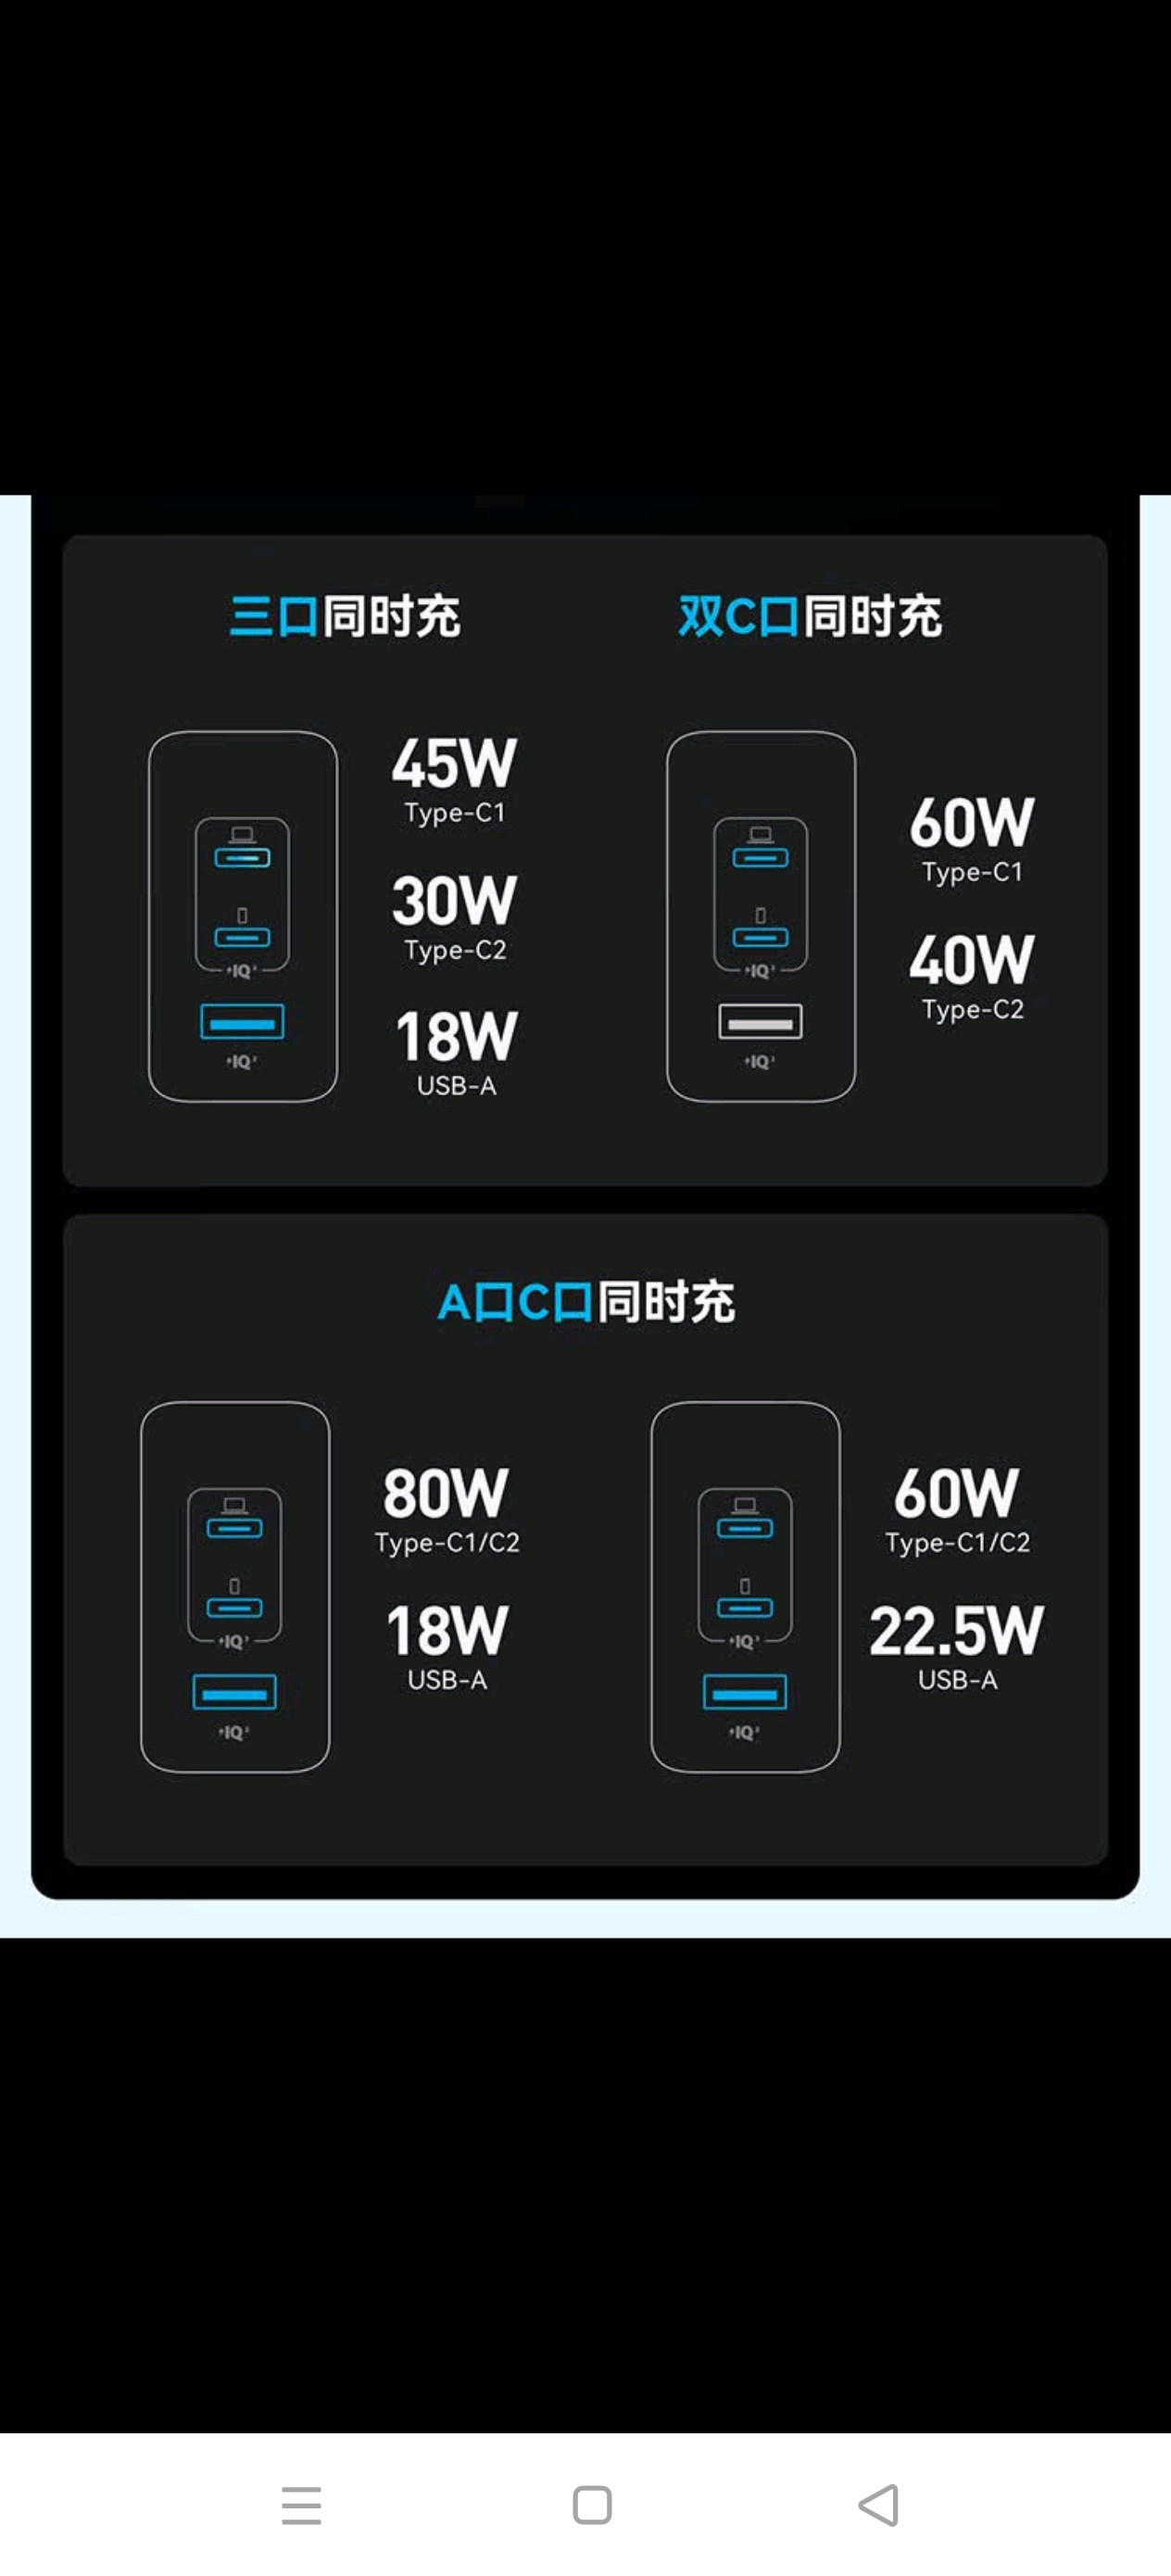 三口同时充
45W
Type-C1
30W
Type-C2
18W
USB-A
IQ
IQ
双C口同时充
60W
Type-C1
40W
Type-C2
IQ
IQ
A口C口同时充
80W
Type-C1/C2
18W
USB-A
IQ
IQ
60W
Type-C1/C2
22.5W
USB-A
IQ
IQ